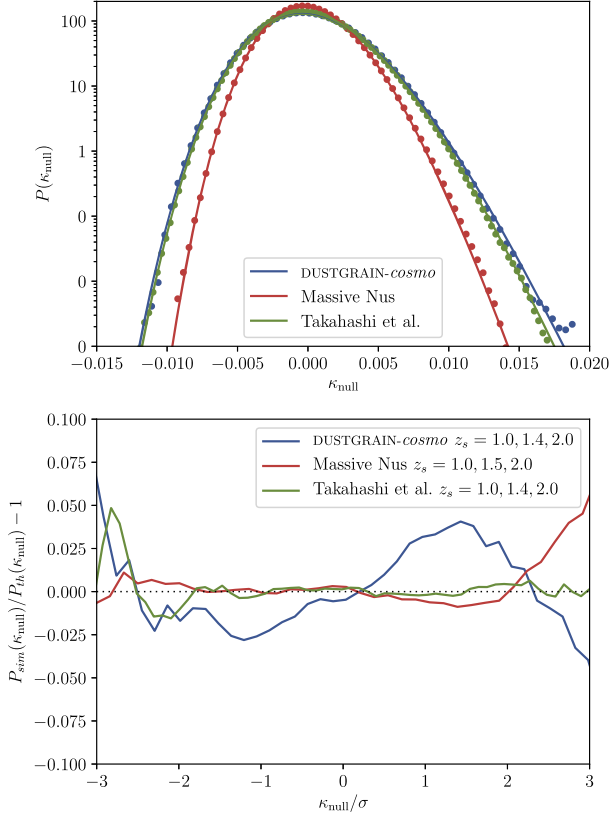 100
10
1
0
0
0
P(κnull)
DUSTGRAIN-cosmo
Massive Nus
Takahashi et al.
−0.015 −0.010 −0.005 0.000 0.005 0.010 0.015 0.020
κnull
0.100
0.075
0.050
0.025
0.000
−0.025
−0.050
−0.075
−0.100
Psim(κnull)/Pth(κnull) − 1
DUSTGRAIN-cosmo zs = 1.0, 1.4, 2.0
Massive Nus zs = 1.0, 1.5, 2.0
Takahashi et al. zs = 1.0, 1.4, 2.0
−3 −2 −1 0 1 2 3
κnull/σ